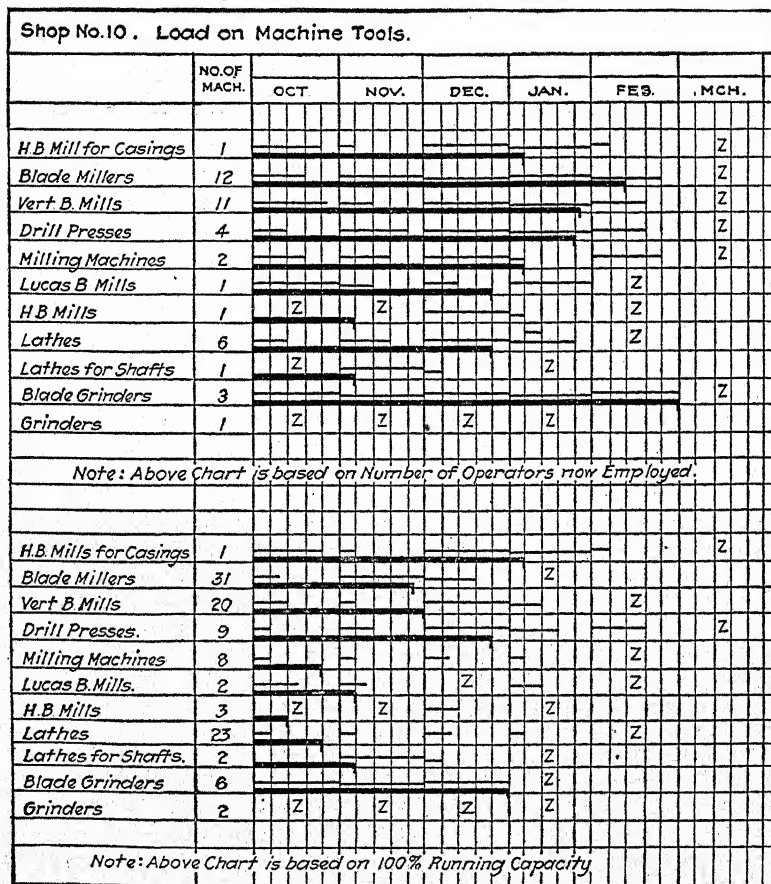 Shop No.10. Load on Machine Tools.
NO.OF MACH. OCT. NOV. DEC. JAN. FEB. MCH.
H.B Mill for Casings 1 Z
Blade Millers 12 Z
Vert B. Mills 11 Z
Drill Presses 4 Z
Milling Machines 2 Z
Lucas B Mills 1 Z
H.B Mills 1 Z Z Z
Lathes 6 Z
Lathes for Shafts 1 Z Z
Blade Grinders 3 Z
Grinders 1 Z Z Z Z
Note: Above Chart is based on Number of Operators now Employed.
H.B. Mills for Casings 1 Z
Blade Millers 31 Z
Vert B. Mills 20 Z
Drill Presses. 9 Z
Milling Machines 8 Z
Lucas B. Mills. 2 Z Z
H.B Mills 3 Z Z Z
Lathes 23 Z
Lathes for Shafts. 2 Z
Blade Grinders 6 Z
Grinders 2 Z Z Z Z
Note: Above Chart is based on 100% Running Capacity